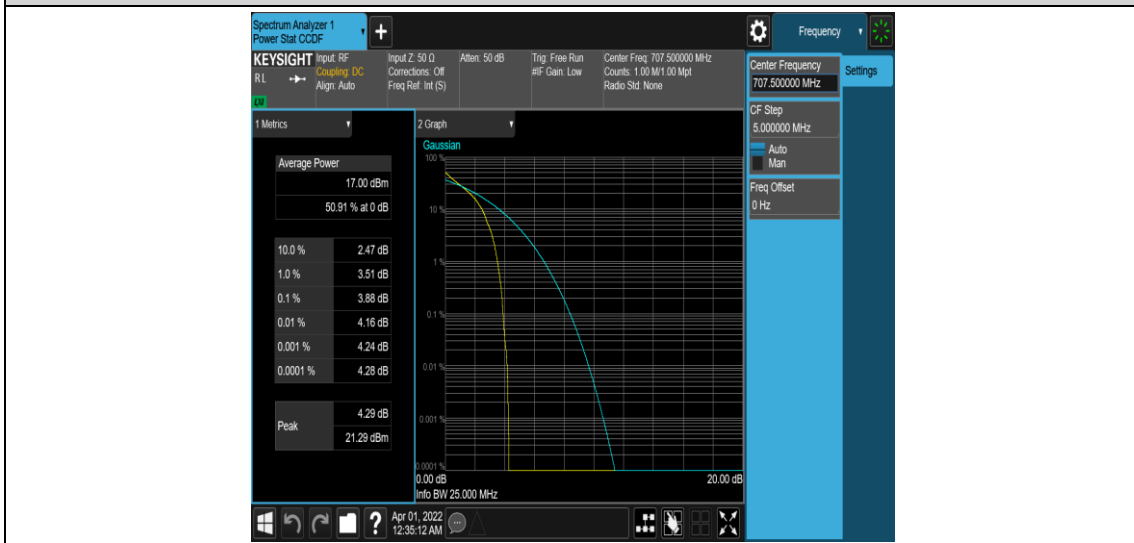 Spectrum Analyzer 1
Power Stat CCDF
+
Frequency
KEYSIGHT
RL
LXI
Input: RF
Coupling: DC
Align: Auto
Input Z: 50 Ω
Corrections: Off
Freq Ref: Int (S)
Atten: 50 dB
Trig: Free Run
#IF Gain: Low
Center Freq: 707.500000 MHz
Counts: 1.00 M/1.00 Mpt
Radio Std: None
Center Frequency
707.500000 MHz
Settings
CF Step
5.000000 MHz
Auto
Man
Freq Offset
0 Hz
1 Metrics
Average Power
17.00 dBm
50.91 % at 0 dB
10.0 % 2.47 dB
1.0 % 3.51 dB
0.1 % 3.88 dB
0.01 % 4.16 dB
0.001 % 4.24 dB
0.0001 % 4.28 dB
Peak
4.29 dB
21.29 dBm
2 Graph
Gaussian
100 %
10 %
1 %
0.1 %
0.01 %
0.001 %
0.0001 %
0.00 dB 20.00 dB
Info BW 25.000 MHz
?
Apr 01, 2022
12:35:12 AM